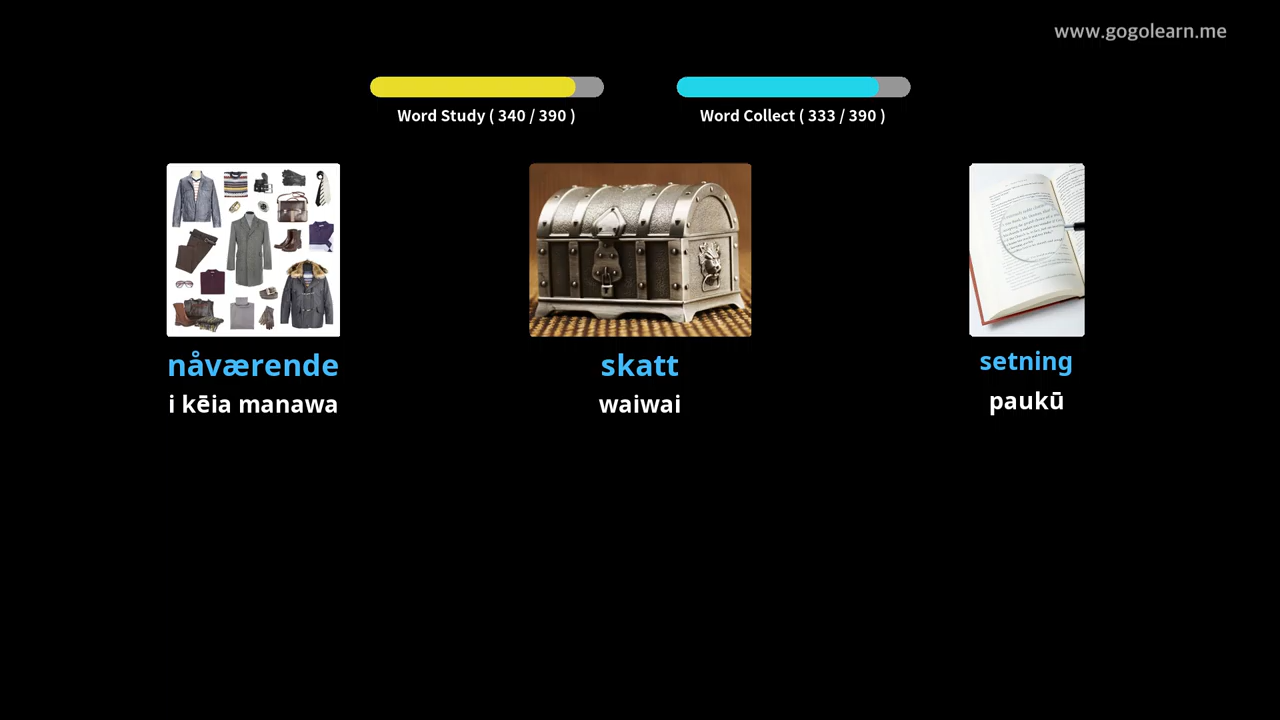 www.gogolearn.me
Word Study ( 340 / 390 )
Word Collect ( 333 / 390 )
nåværende
skatt
setning
i kēia manawa
waiwai
paukū